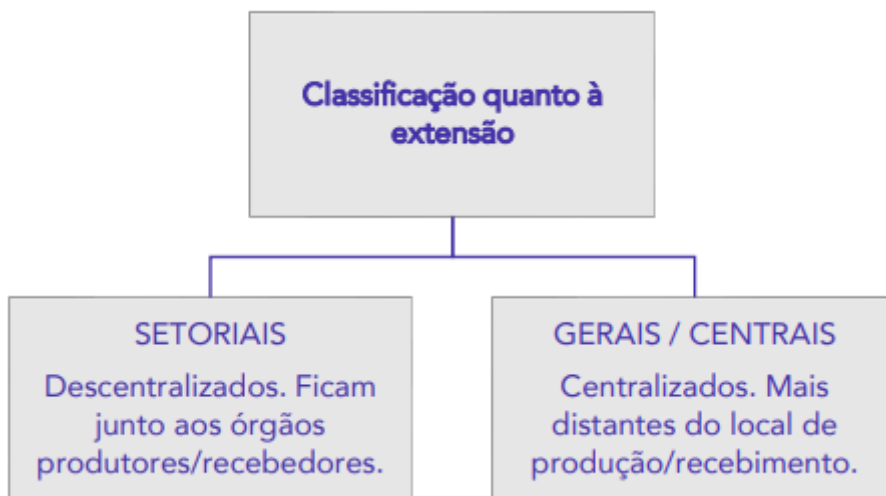 Classificação quanto à
extensão
SETORIAIS
Descentralizados. Ficam
junto aos órgãos
produtores/recebedores.
GERAIS / CENTRAIS
Centralizados. Mais
distantes do local de
produção/recebimento.